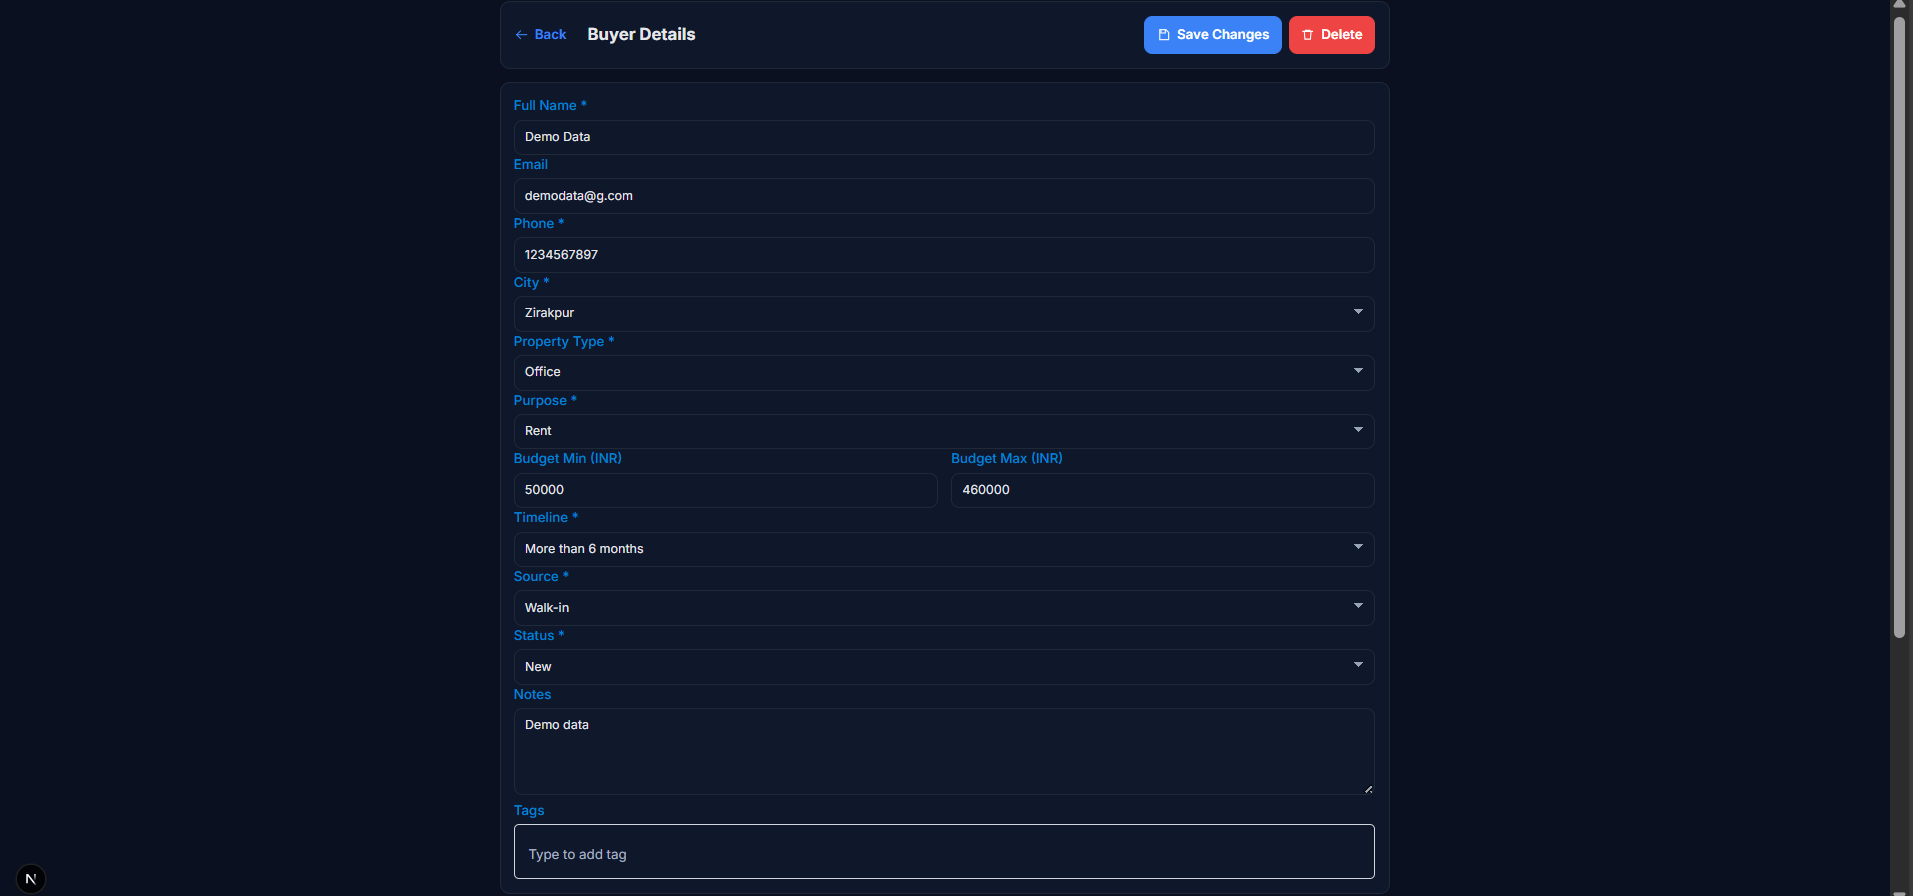 ← Back Buyer Details Save Changes Delete
Full Name *
Demo Data
Email
demodata@g.com
Phone *
1234567897
City *
Zirakpur
Property Type *
Office
Purpose *
Rent
Budget Min (INR) Budget Max (INR)
50000 460000
Timeline *
More than 6 months
Source *
Walk-in
Status *
New
Notes
Demo data
Tags
Type to add tag
N